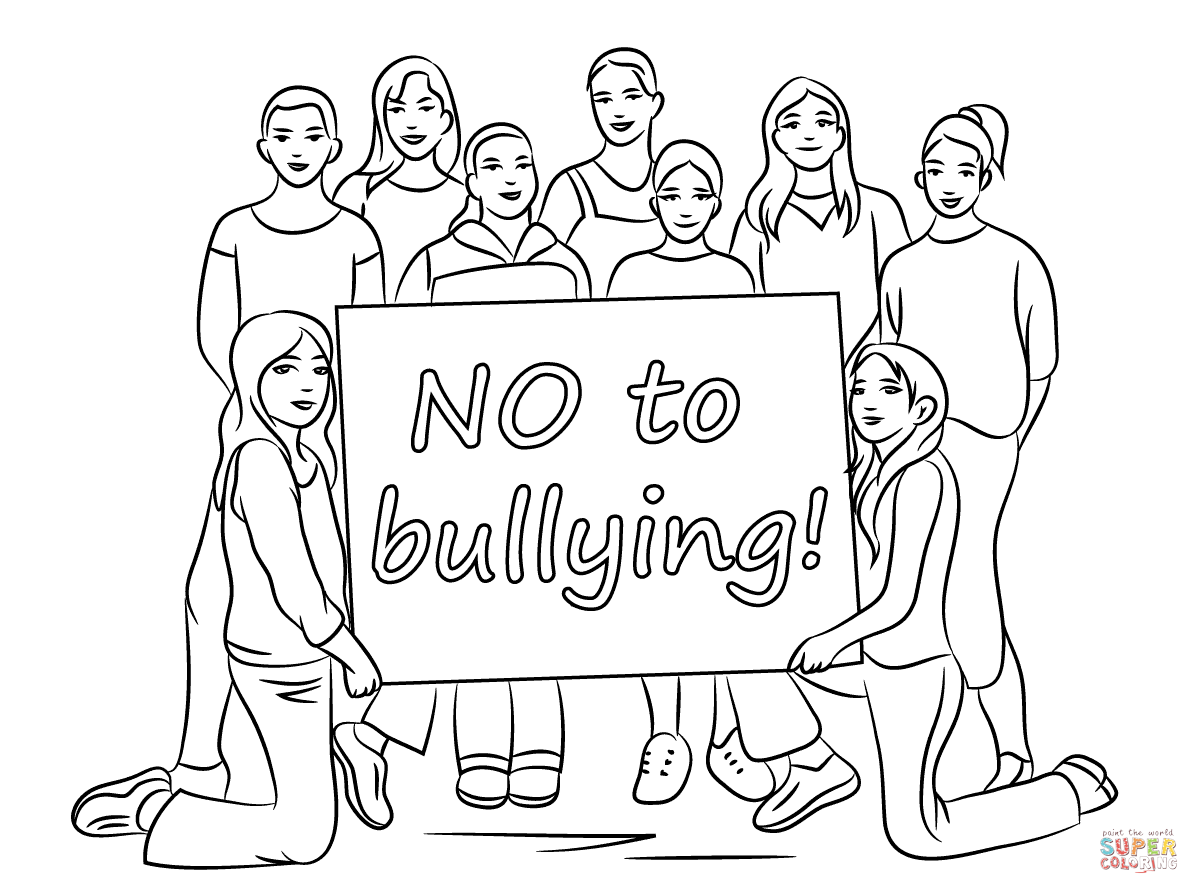 NO to
bullying!
paint the world
SUPER
COLORING